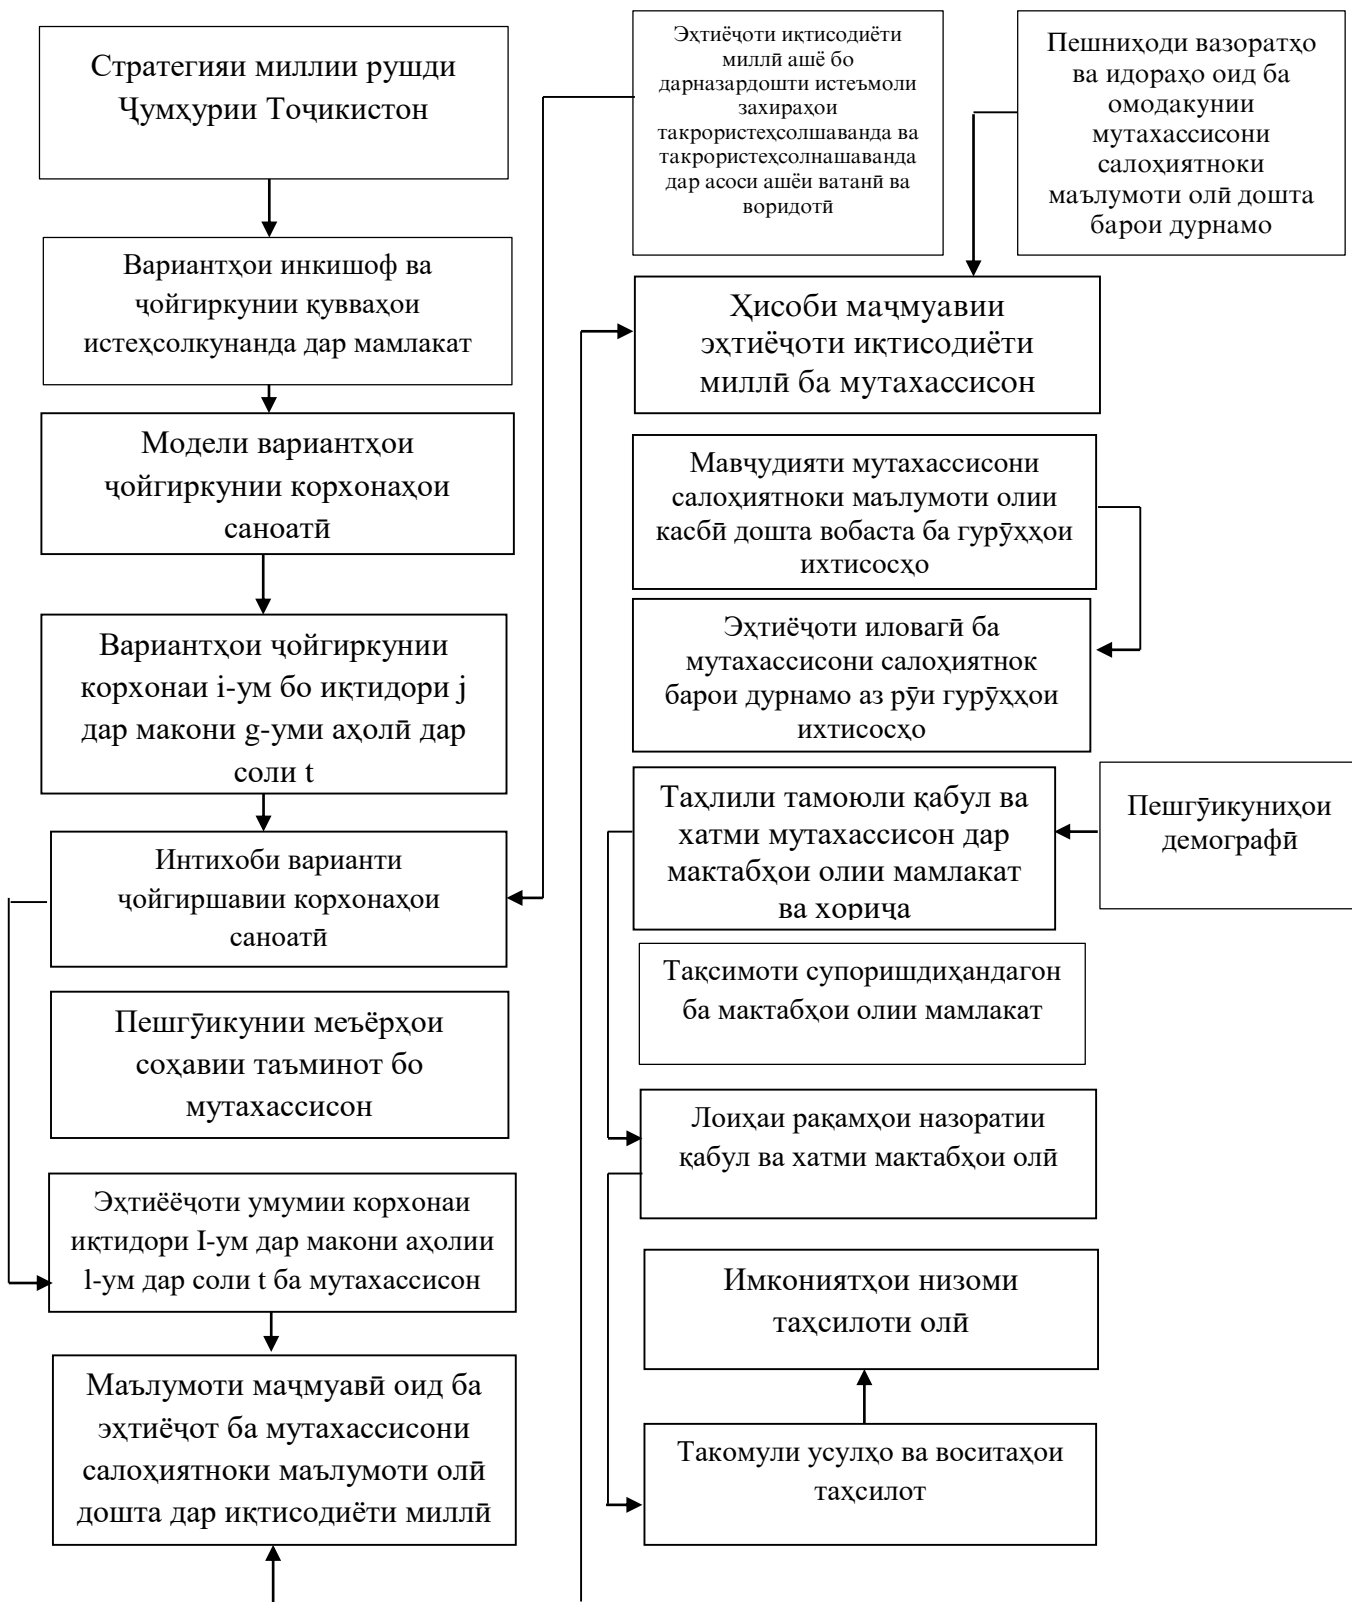 Стратегияи миллии рушди
Ҷумҳурии Тоҷикистон
Вариантҳои инкишоф ва
ҷойгиркунии қувваҳои
истеҳсолкунанда дар мамлакат
Модели вариантҳои
ҷойгиркунии корхонаҳои
саноатӣ
Вариантҳои ҷойгиркунии
корхонаи i-ум бо иқтидори j
дар макони g-уми аҳолӣ дар
соли t
Интихоби варианти
ҷойгиршавии корхонаҳои
саноатӣ
Пешгӯикунии меъёрҳои
соҳавии таъминот бо
мутахассисон
Эҳтиёёҷоти умумии корхонаи
иқтидори I-ум дар макони аҳолии
l-ум дар соли t ба мутахассисон
Маълумоти маҷмуавӣ оид ба
эҳтиёҷот ба мутахассисони
салоҳиятноки маълумоти олӣ
дошта дар иқтисодиёти миллӣ
Эҳтиёҷоти иқтисодиёти
миллӣ ашё бо
дарназардошти истеъмоли
захираҳои
такрористеҳсолшаванда ва
такрористеҳсолнашаванда
дар асоси ашёи ватанӣ ва
воридотӣ
Пешниҳоди вазоратҳо
ва идораҳо оид ба
омодакунии
мутахассисони
салоҳиятноки
маълумоти олӣ дошта
барои дурнамо
Ҳисоби маҷмуавии
эҳтиёҷоти иқтисодиёти
миллӣ ба мутахассисон
Мавҷудияти мутахассисони
салоҳиятноки маълумоти олии
касбӣ дошта вобаста ба гурӯҳҳои
ихтисосҳо
Эҳтиёҷоти иловагӣ ба
мутахассисони салоҳиятнок
барои дурнамо аз рӯи гурӯҳҳои
ихтисосҳо
Таҳлили тамоюли қабул ва
хатми мутахассисон дар
мактабҳои олии мамлакат
ва хориҷа
Пешгӯикуниҳои
демографӣ
Тақсимоти супоришдиҳандагон
ба мактабҳои олии мамлакат
Лоиҳаи рақамҳои назоратии
қабул ва хатми мактабҳои олӣ
Имкониятҳои низоми
таҳсилоти олӣ
Такомули усулҳо ва воситаҳои
таҳсилот